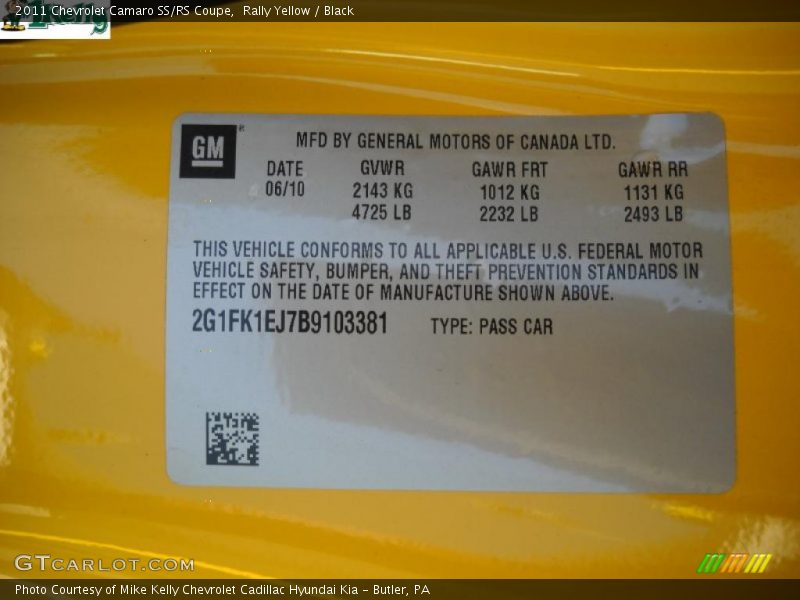 2011 Chevrolet Camaro SS/RS Coupe, Rally Yellow / Black
GM
MFD BY GENERAL MOTORS OF CANADA LTD.
DATE GVWR GAWR FRT GAWR RR
06/10 2143 KG 1012 KG 1131 KG
4725 LB 2232 LB 2493 LB
THIS VEHICLE CONFORMS TO ALL APPLICABLE U.S. FEDERAL MOTOR
VEHICLE SAFETY, BUMPER, AND THEFT PREVENTION STANDARDS IN
EFFECT ON THE DATE OF MANUFACTURE SHOWN ABOVE.
2G1FK1EJ7B9103381 TYPE: PASS CAR
GTCARLOT.COM
Photo Courtesy of Mike Kelly Chevrolet Cadillac Hyundai Kia – Butler, PA